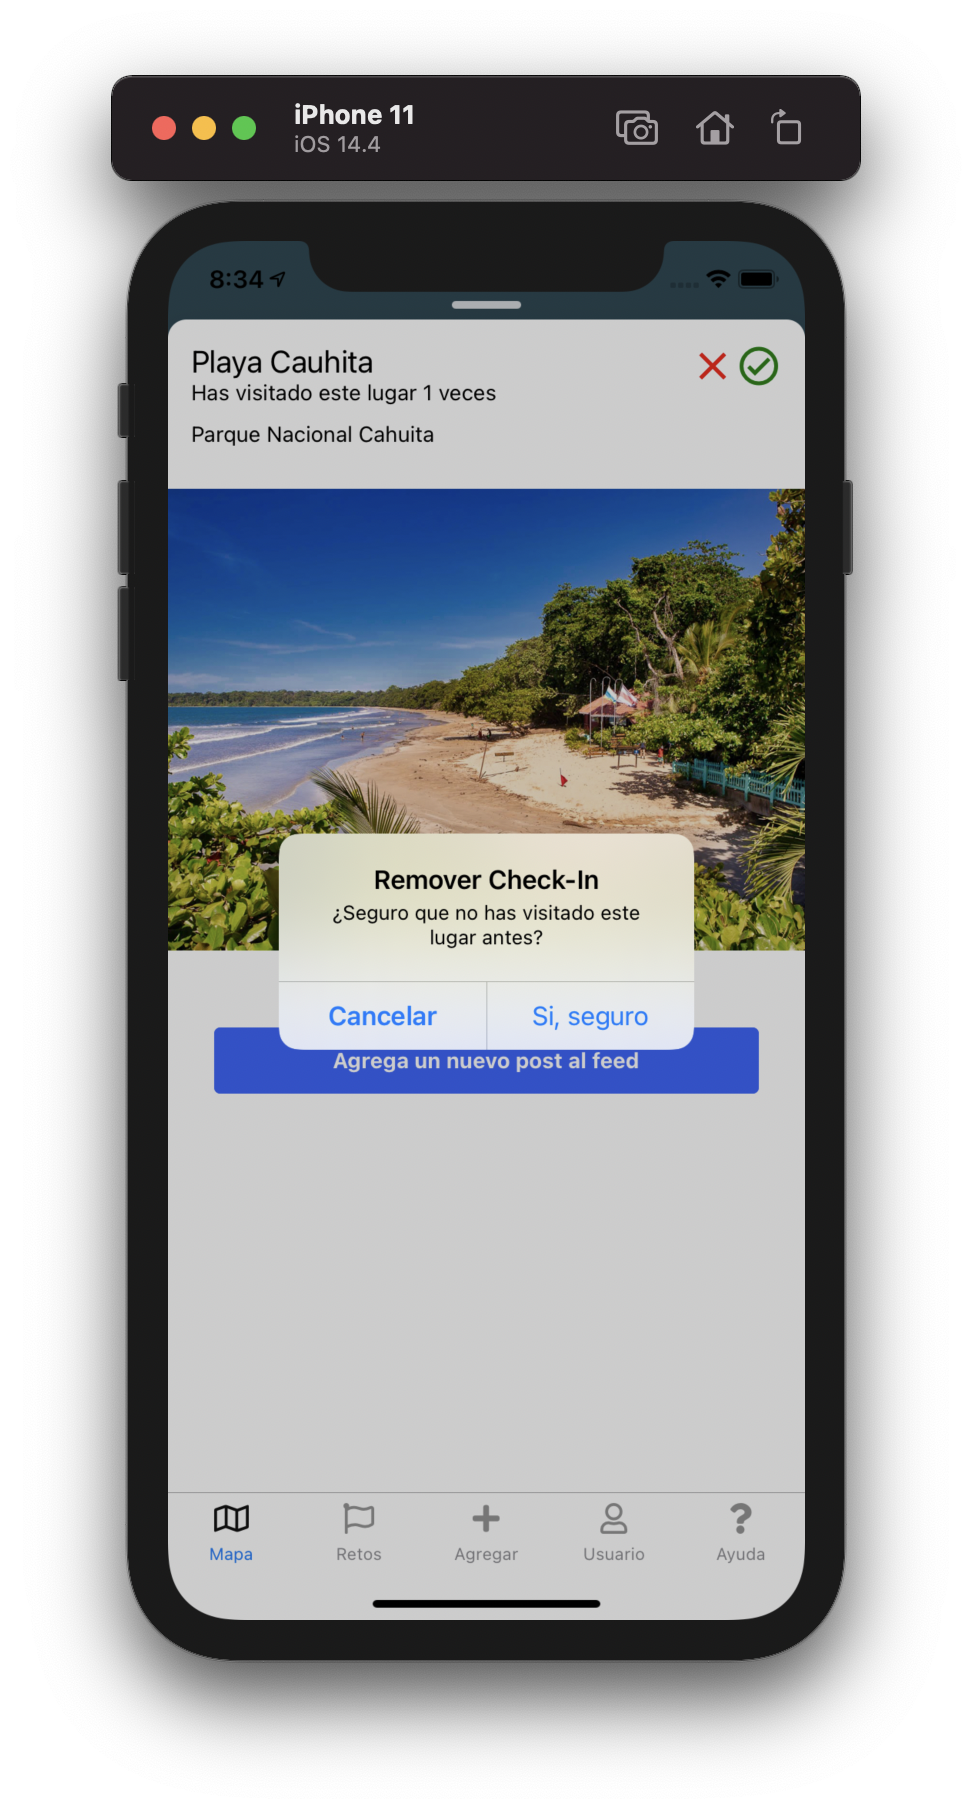 iPhone 11
iOS 14.4
8:34
Playa Cauhita
Has visitado este lugar 1 veces
Parque Nacional Cahuita
Remover Check-In
¿Seguro que no has visitado este
lugar antes?
Cancelar
Si, seguro
Agrega un nuevo post al feed
Mapa
Retos
Agregar
Usuario
Ayuda